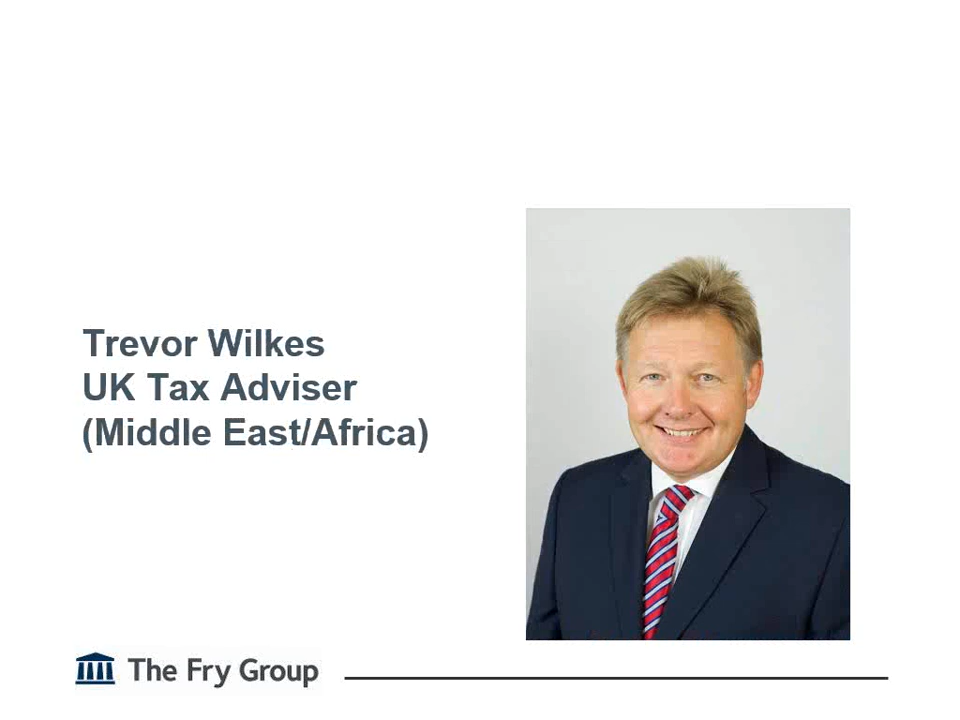 Trevor Wilkes
UK Tax Adviser
(Middle East/Africa)
The Fry Group